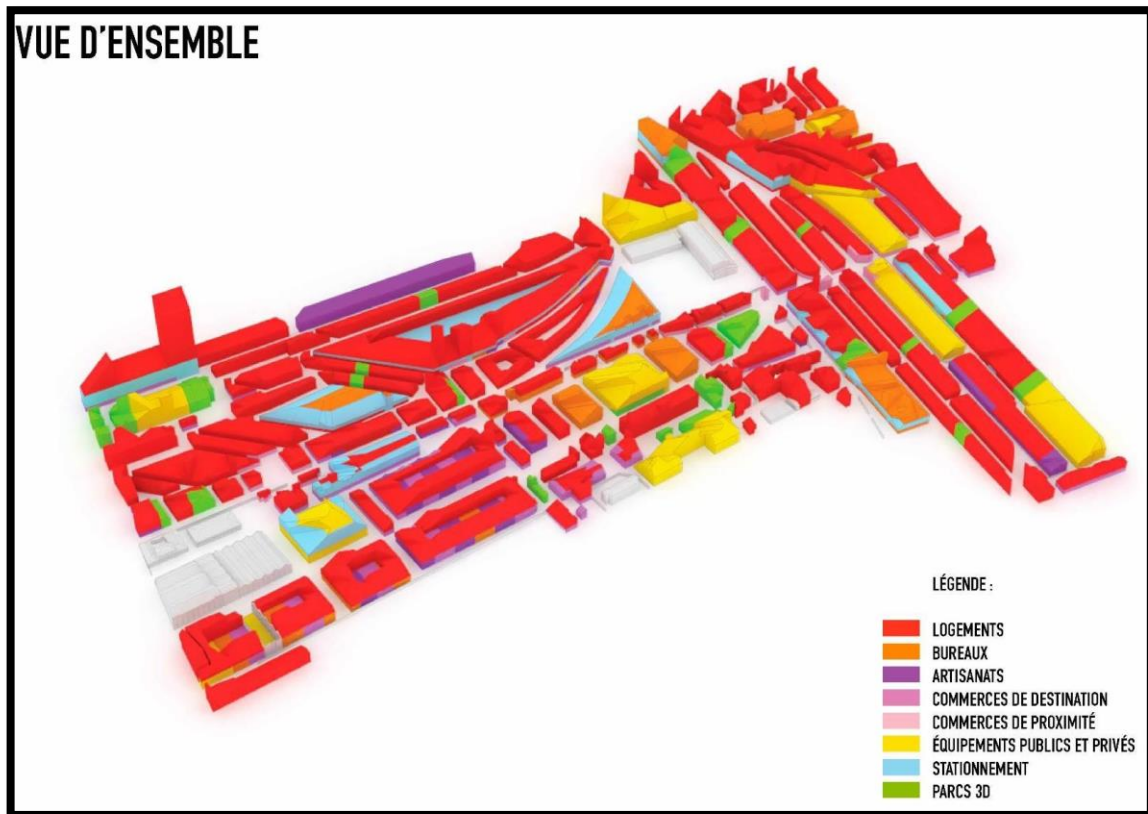 VUE D'ENSEMBLE
LÉGENDE :
LOGEMENTS
BUREAUX
ARTISANATS
COMMERCES DE DESTINATION
COMMERCES DE PROXIMITÉ
ÉQUIPEMENTS PUBLICS ET PRIVÉS
STATIONNEMENT
PARCS 3D